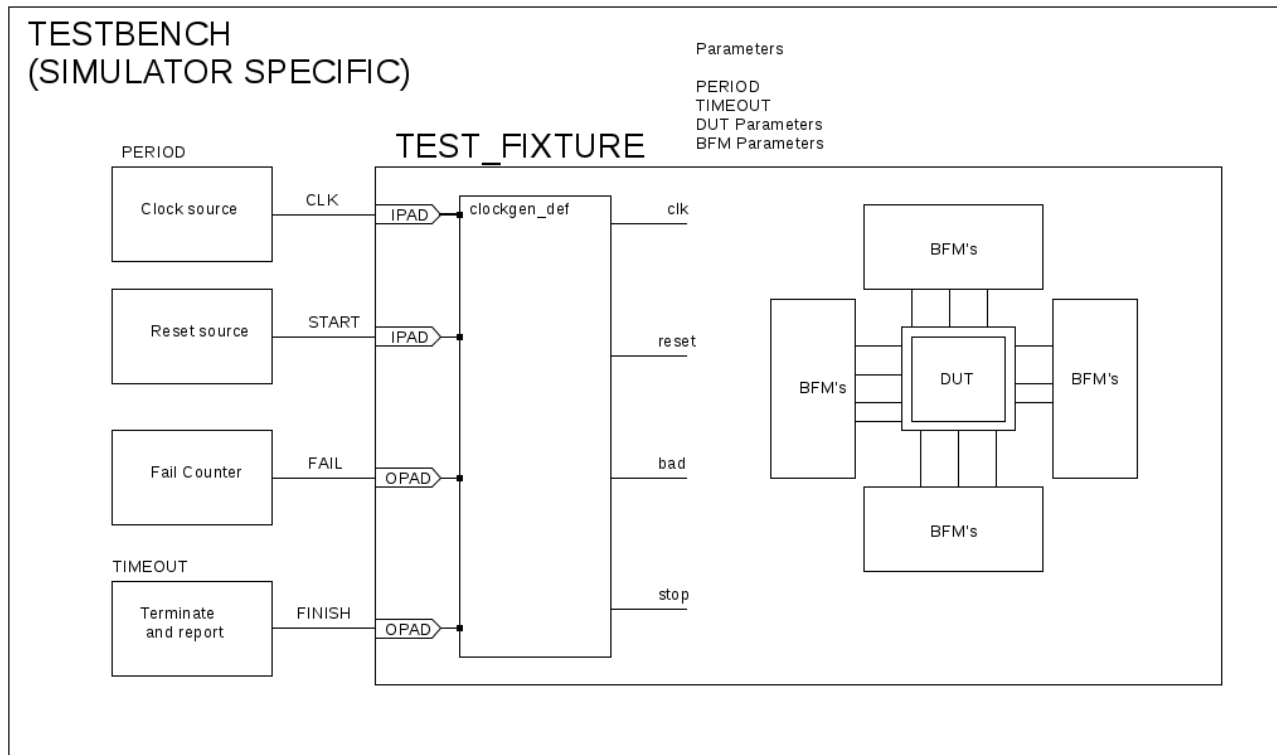 TESTBENCH
(SIMULATOR SPECIFIC)
Parameters
PERIOD
TIMEOUT
DUT Parameters
BFM Parameters
TEST_FIXTURE
PERIOD
Clock source
CLK
IPAD
clockgen_def
clk
Reset source
START
IPAD
reset
Fail Counter
FAIL
OPAD
bad
TIMEOUT
Terminate
and report
FINISH
OPAD
stop
BFM's
BFM's
DUT
BFM's
BFM's